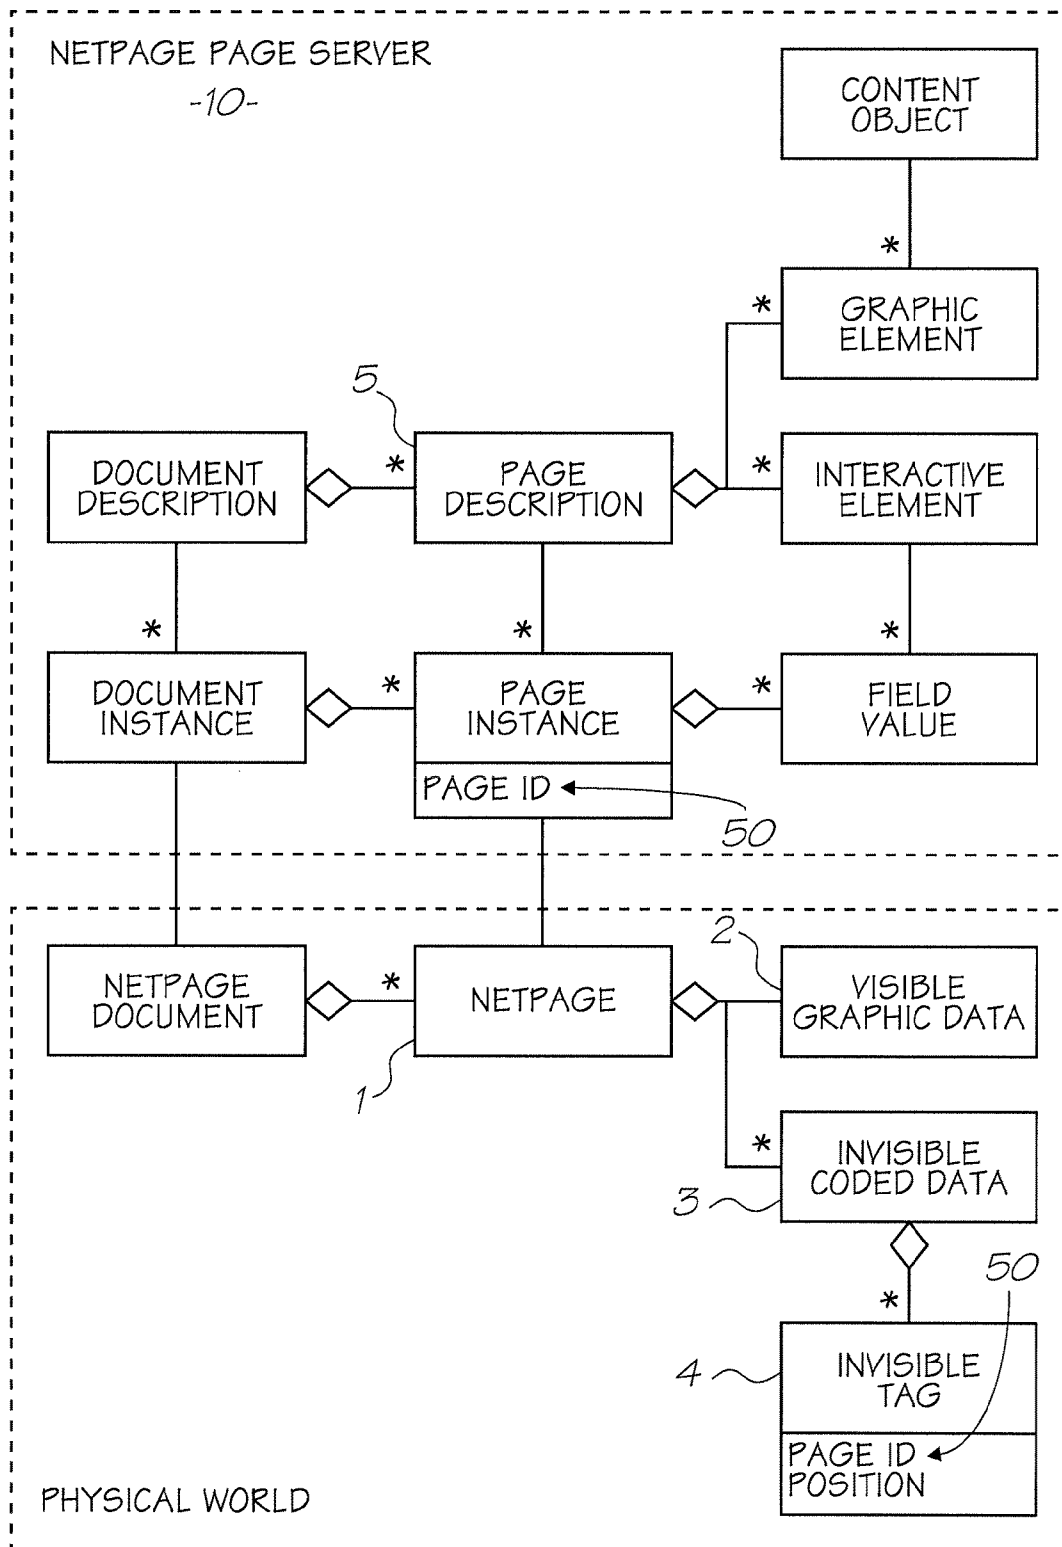 NETPAGE PAGE SERVER
-10-
CONTENT
OBJECT
*
GRAPHIC
ELEMENT
*
5
DOCUMENT
DESCRIPTION
*
PAGE
DESCRIPTION
*
INTERACTIVE
ELEMENT
*
*
*
DOCUMENT
INSTANCE
*
PAGE
INSTANCE
*
FIELD
VALUE
PAGE ID
50
NETPAGE
DOCUMENT
*
NETPAGE
1
2
VISIBLE
GRAPHIC DATA
*
INVISIBLE
CODED DATA
3
*
50
4
INVISIBLE
TAG
PAGE ID
POSITION
PHYSICAL WORLD